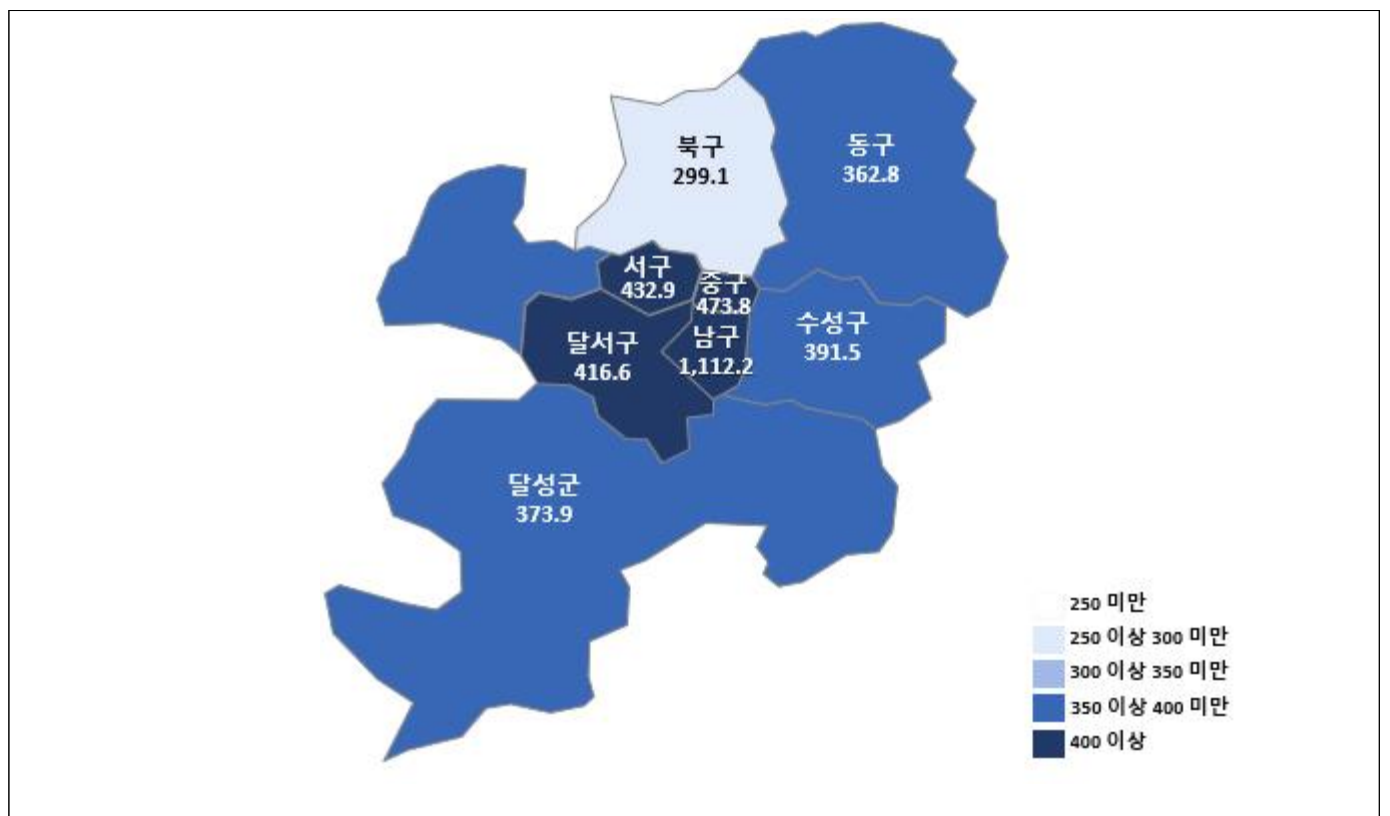 북구
299.1
동구
362.8
서구
432.9
중구
473.8
수성구
391.5
달서구
416.6
남구
1,112.2
달성군
373.9
250 미만
250 이상 300 미만
300 이상 350 미만
350 이상 400 미만
400 이상